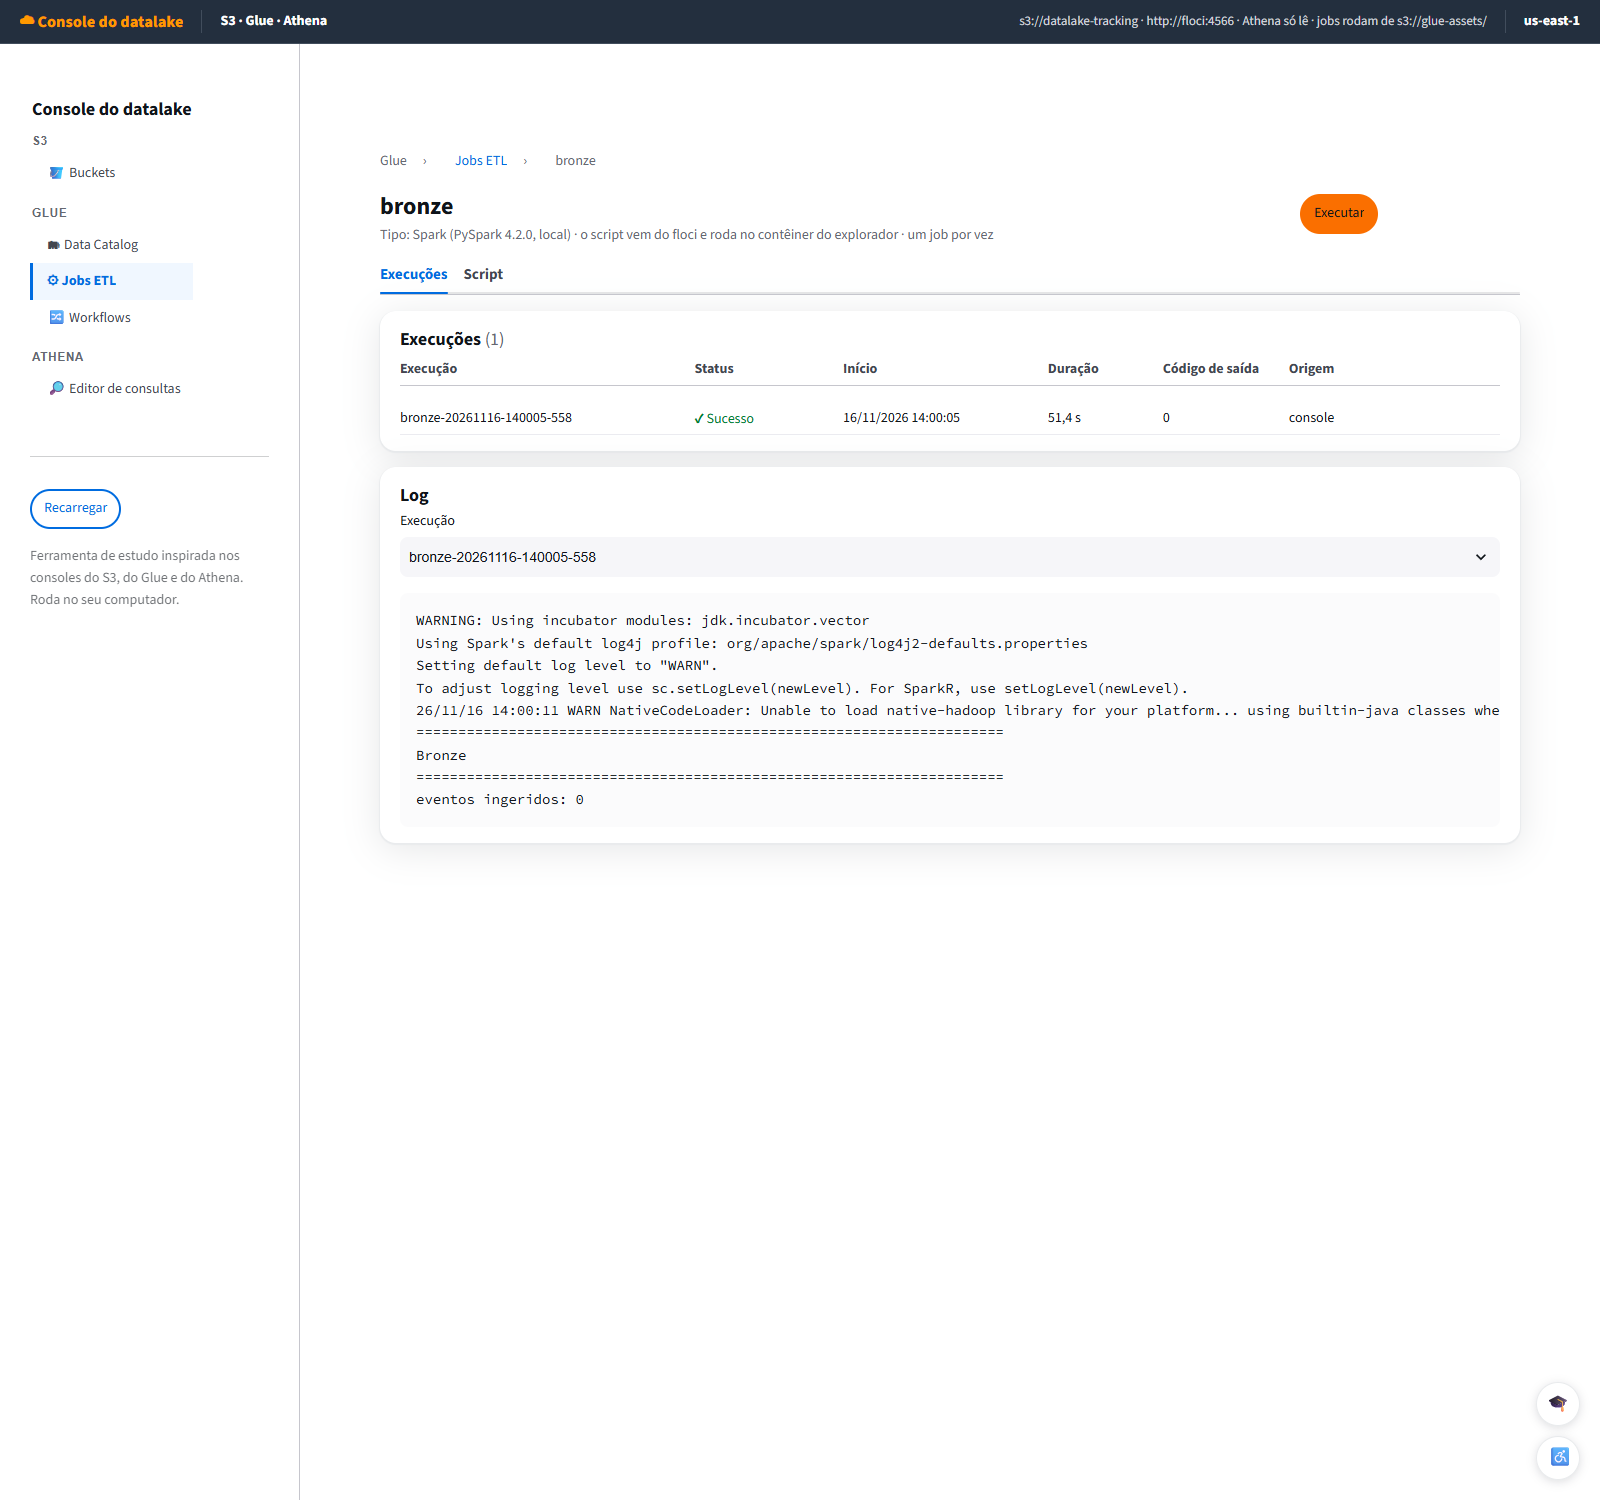 Console do datalake
S3 · Glue · Athena
s3://datalake-tracking · http://floci:4566 · Athena só lê · jobs rodam de s3://glue-assets/
us-east-1
Console do datalake
S3
Buckets
GLUE
Data Catalog
Jobs ETL
Workflows
ATHENA
Editor de consultas
Recarregar
Ferramenta de estudo inspirada nos
consoles do S3, do Glue e do Athena.
Roda no seu computador.
Glue › Jobs ETL › bronze
bronze
Executar
Tipo: Spark (PySpark 4.2.0, local) · o script vem do floci e roda no contêiner do explorador · um job por vez
Execuções Script
Execuções (1)
Execução Status Início Duração Código de saída Origem
bronze-20261116-140005-558 ✓ Sucesso 16/11/2026 14:00:05 51,4 s 0 console
Log
Execução
bronze-20261116-140005-558
WARNING: Using incubator modules: jdk.incubator.vector
Using Spark's default log4j profile: org/apache/spark/log4j2-defaults.properties
Setting default log level to "WARN".
To adjust logging level use sc.setLogLevel(newLevel). For SparkR, use setLogLevel(newLevel).
26/11/16 14:00:11 WARN NativeCodeLoader: Unable to load native-hadoop library for your platform... using builtin-java classes whe
======================================================================
Bronze
======================================================================
eventos ingeridos: 0